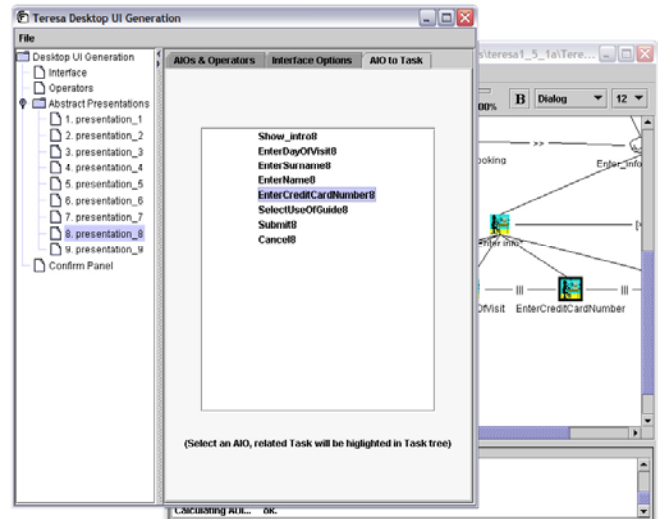 Teresa Desktop UI Generation
File
Desktop UI Generation
Interface
Operators
Abstract Presentations
1. presentation_1
2. presentation_2
3. presentation_3
4. presentation_4
5. presentation_5
6. presentation_6
7. presentation_7
8. presentation_8
9. presentation_9
Confirm Panel
AIOs & Operators
Interface Options
AIO to Task
Show_intro8
EnterDayOfVisit8
EnterSurname8
EnterName8
EnterCreditCardNumber8
SelectUseOfGuide8
Submit8
Cancel8
(Select an AIO, related Task will be higlighted in Task tree)
s\teresa1_5_1a\Tere...
00%
B
Dialog
12
>>
ooking
Enter_info
Enter info
|||
|||
OfVisit
EnterCreditCardNumber
Calculating AUI... ok.